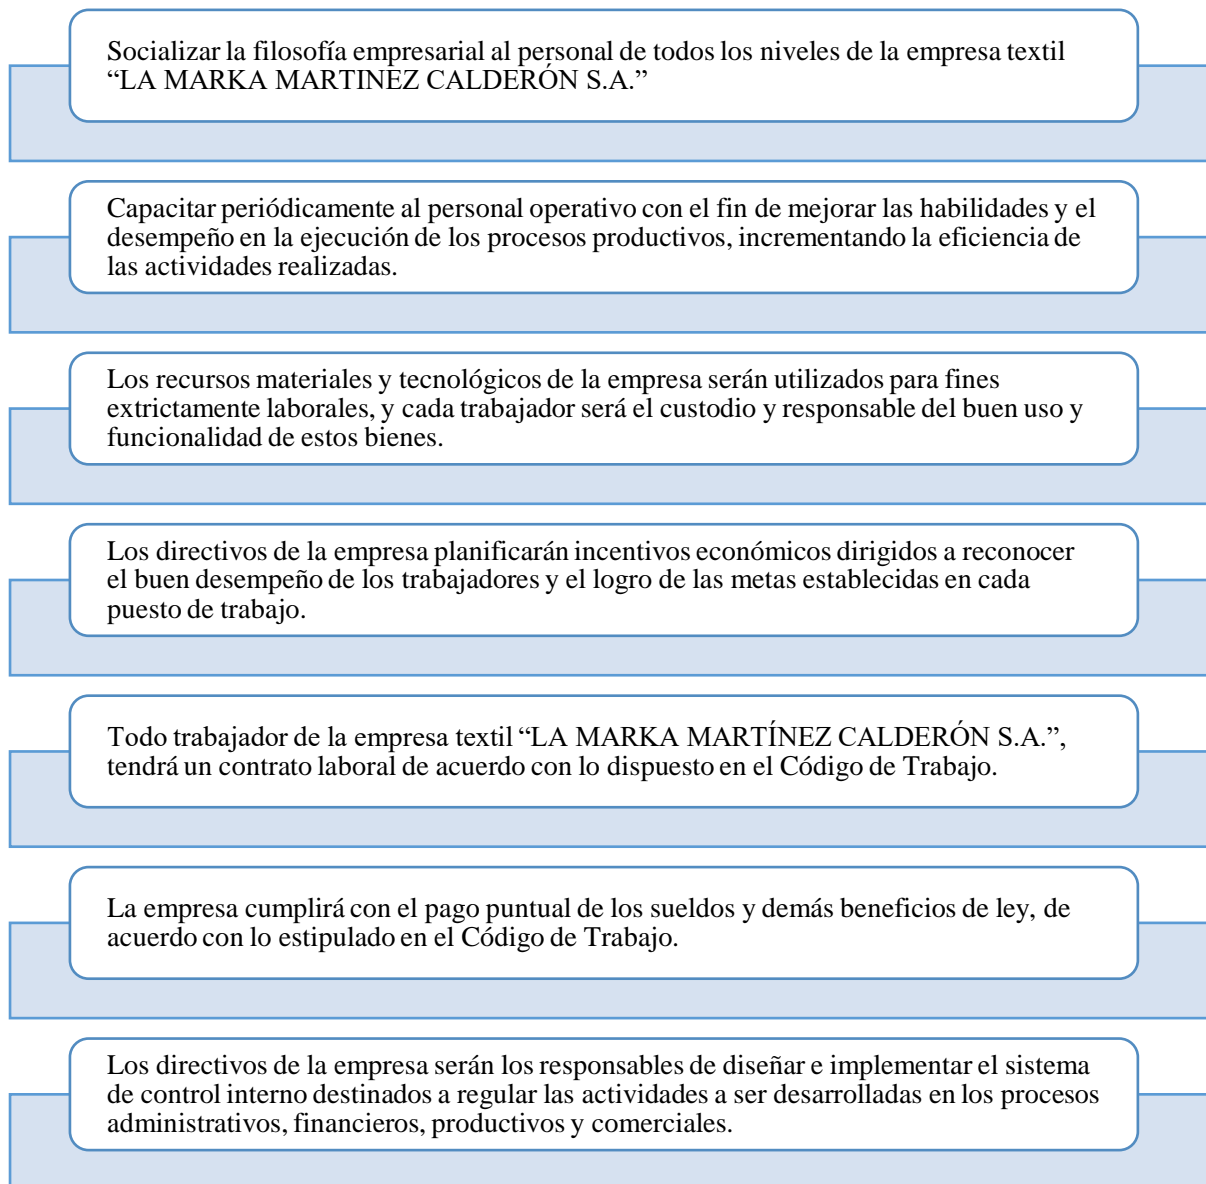 Socializar la filosofía empresarial al personal de todos los niveles de la empresa textil
“LA MARKA MARTINEZ CALDERÓN S.A.”
Capacitar periódicamente al personal operativo con el fin de mejorar las habilidades y el
desempeño en la ejecución de los procesos productivos, incrementando la eficiencia de
las actividades realizadas.
Los recursos materiales y tecnológicos de la empresa serán utilizados para fines
extrictamente laborales, y cada trabajador será el custodio y responsable del buen uso y
funcionalidad de estos bienes.
Los directivos de la empresa planificarán incentivos económicos dirigidos a reconocer
el buen desempeño de los trabajadores y el logro de las metas establecidas en cada
puesto de trabajo.
Todo trabajador de la empresa textil “LA MARKA MARTÍNEZ CALDERÓN S.A.”,
tendrá un contrato laboral de acuerdo con lo dispuesto en el Código de Trabajo.
La empresa cumplirá con el pago puntual de los sueldos y demás beneficios de ley, de
acuerdo con lo estipulado en el Código de Trabajo.
Los directivos de la empresa serán los responsables de diseñar e implementar el sistema
de control interno destinados a regular las actividades a ser desarrolladas en los procesos
administrativos, financieros, productivos y comerciales.